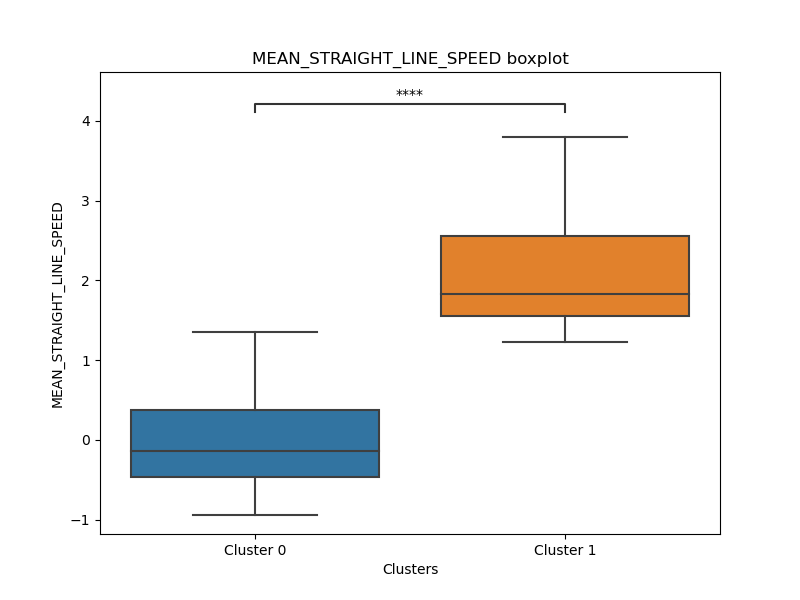 MEAN_STRAIGHT_LINE_SPEED boxplot
****
4
3
2
1
0
−1
MEAN_STRAIGHT_LINE_SPEED
Cluster 0
Cluster 1
Clusters